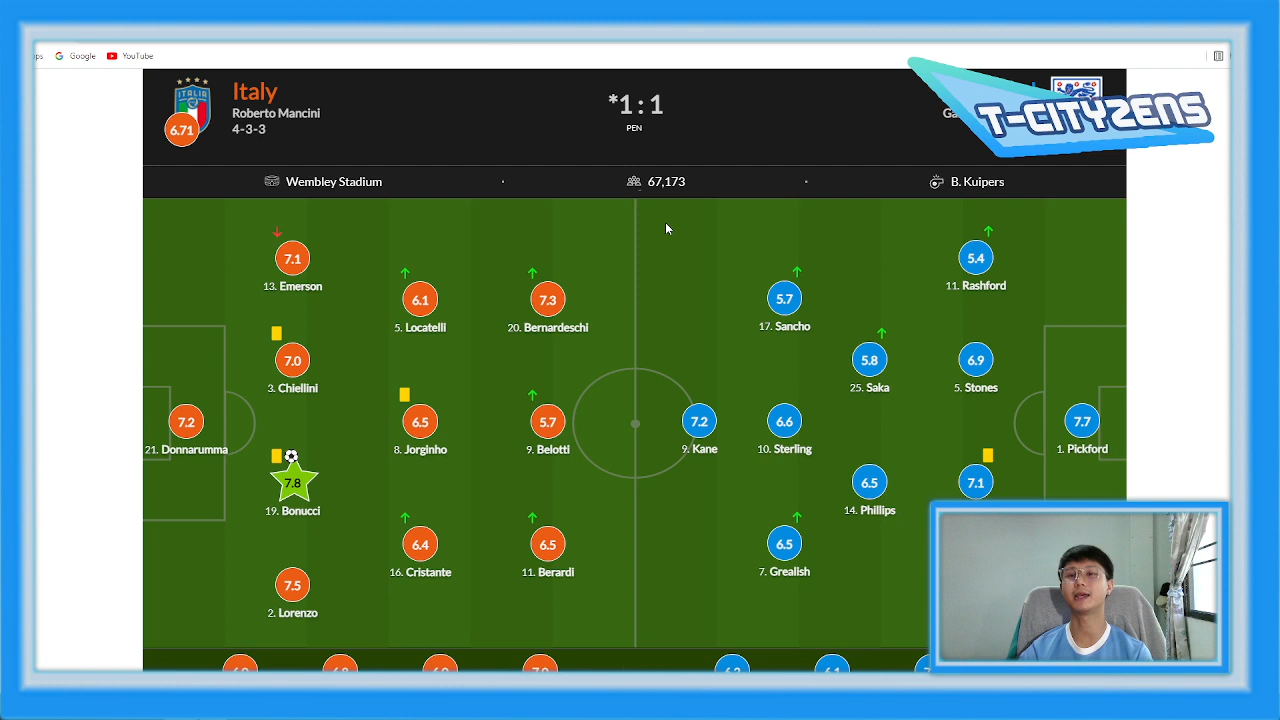 ps Google YouTube
Italy
Roberto Mancini
4-3-3
6.71
*1 : 1
PEN
Ga
T-CITYZENS
ITALIA
Wembley Stadium
67,173
B. Kuipers
7.1
13. Emerson
6.1
5. Locatelli
7.3
20. Bernardeschi
5.7
17. Sancho
5.4
11. Rashford
7.0
3. Chiellini
5.8
25. Saka
6.9
5. Stones
7.2
21. Donnarumma
6.5
8. Jorginho
5.7
9. Belotti
7.2
9. Kane
6.6
10. Sterling
7.7
1. Pickford
7.8
19. Bonucci
6.5
14. Phillips
7.1
6.4
16. Cristante
6.5
11. Berardi
6.5
7. Grealish
7.5
2. Lorenzo